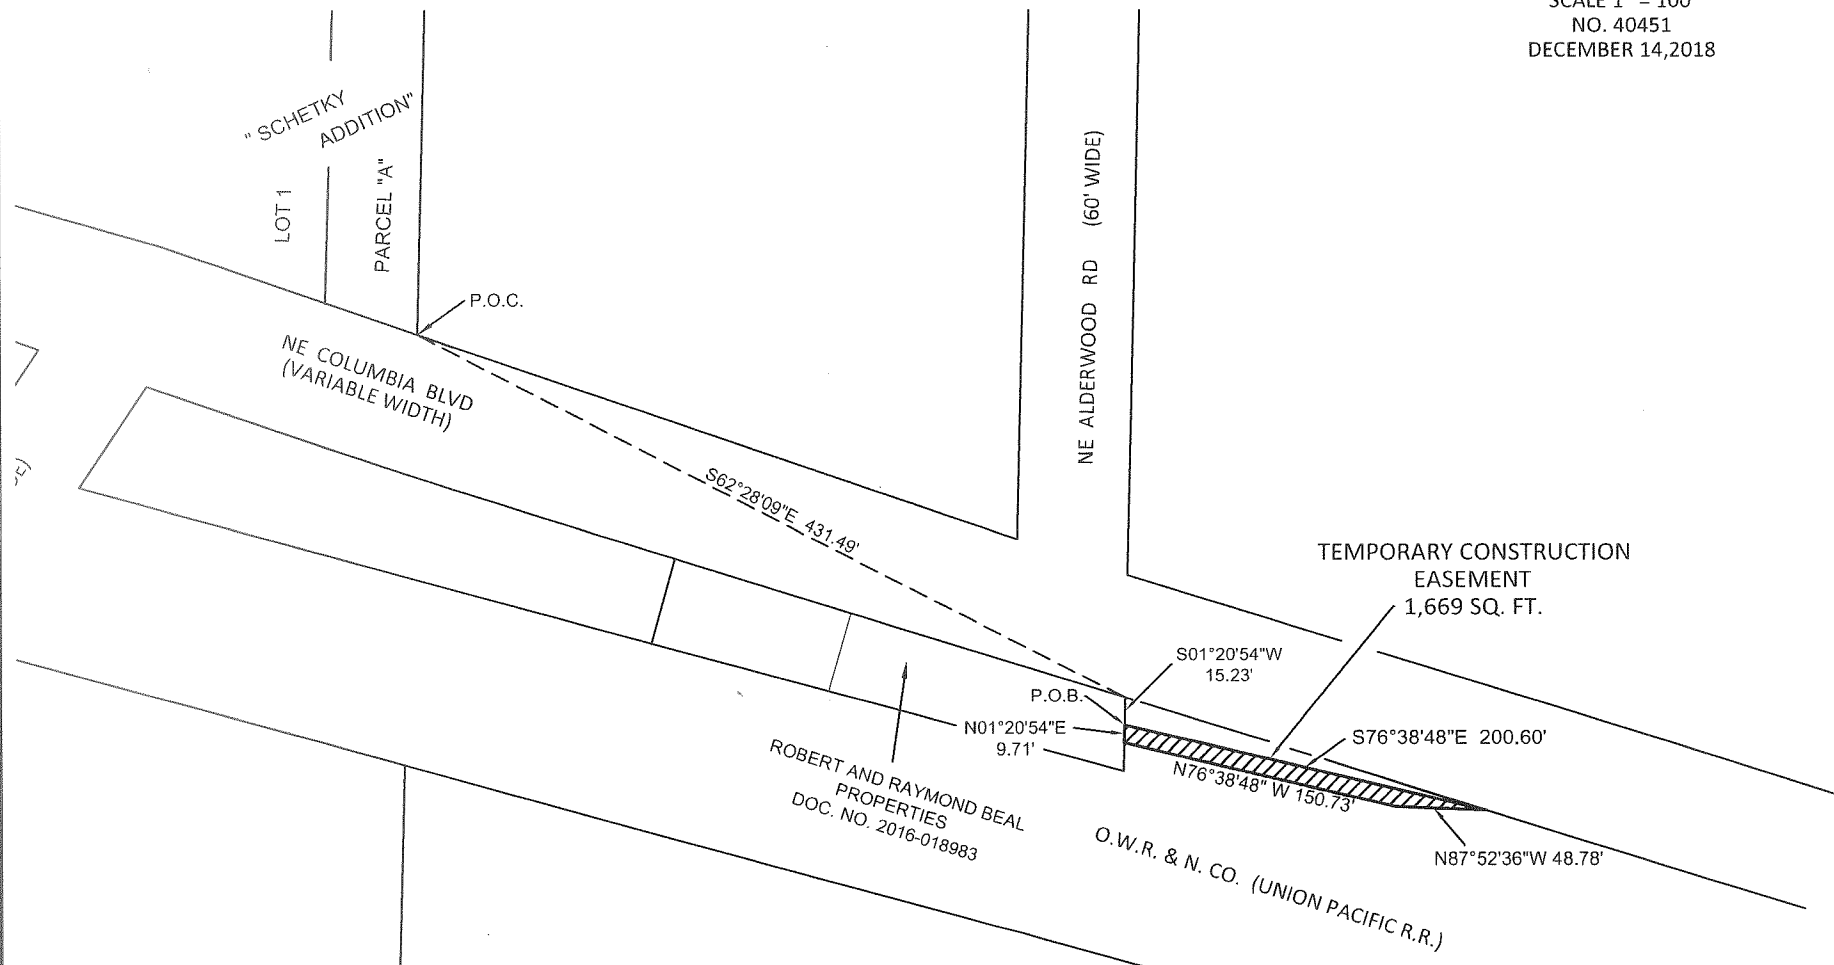 SCALE 1" = 100'
NO. 40451
DECEMBER 14,2018
" SCHETKY
ADDITION"
LOT 1
PARCEL "A"
P.O.C.
NE COLUMBIA BLVD
(VARIABLE WIDTH)
NE ALDERWOOD RD (60' WIDE)
S62°28'09"E 431.49'
TEMPORARY CONSTRUCTION
EASEMENT
1,669 SQ. FT.
S01°20'54"W
15.23'
P.O.B.
N01°20'54"E
9.71'
S76°38'48"E 200.60'
N76°38'48" W 150.73'
N87°52'36"W 48.78'
ROBERT AND RAYMOND BEAL
PROPERTIES
DOC. NO. 2016-018983
O.W.R. & N. CO. (UNION PACIFIC R.R.)